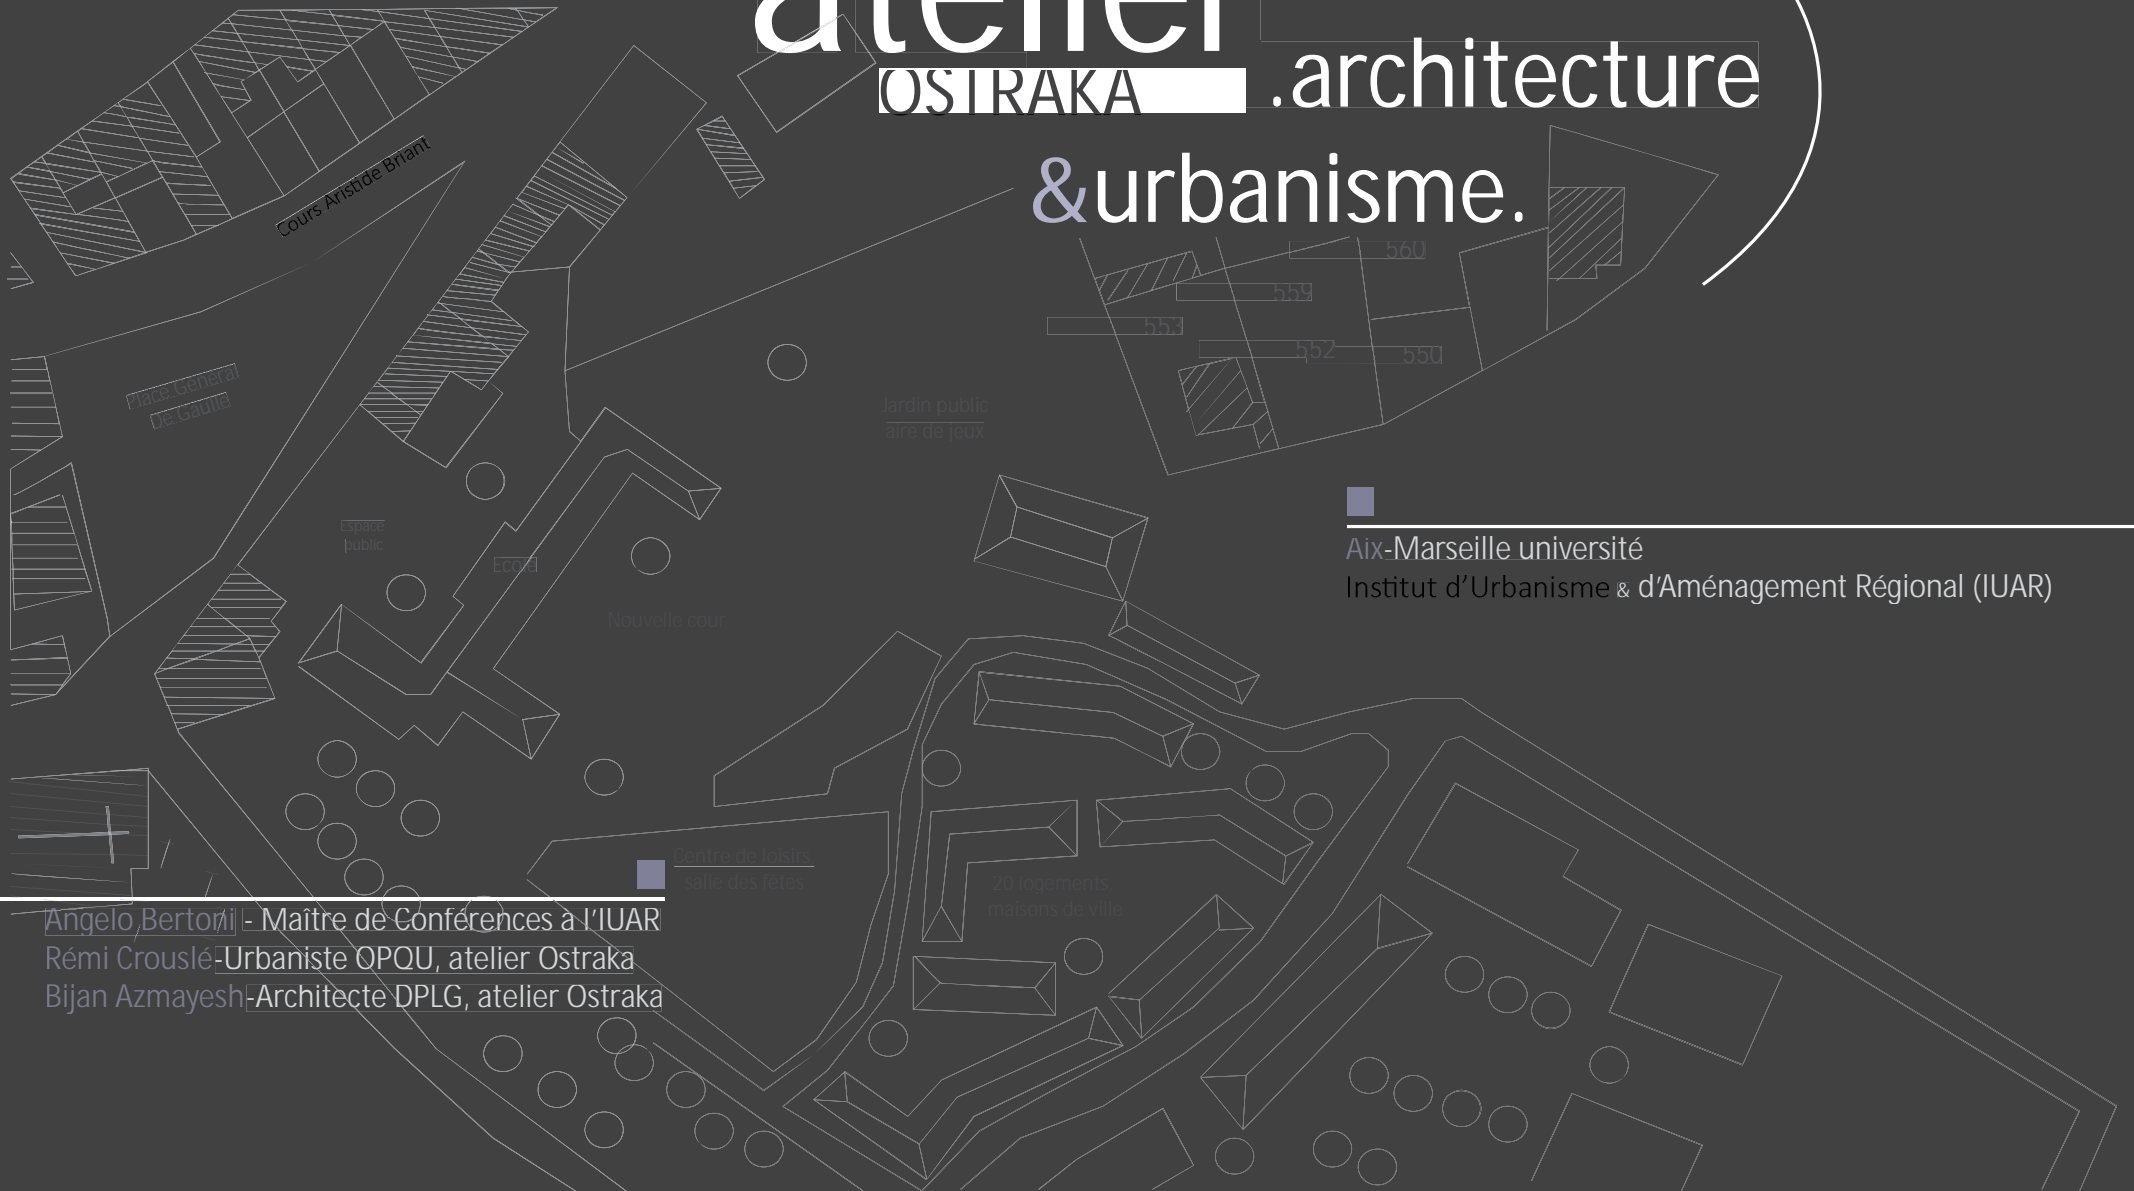 atelier
OSTRAKA
.architecture
&urbanisme.
Cours Aristide Briant
560
559
553
552
550
Place Général
De Gaulle
Jardin public
aire de jeux
Espace
public
Ecole
Nouvelle cour
Aix-Marseille université
Institut d’Urbanisme & d’Aménagement Régional (IUAR)
Centre de loisirs
salle des fêtes
20 logements,
maisons de ville
Angelo Bertoni - Maître de Conférences a l’IUAR
Rémi Crouslé-Urbaniste OPQU, atelier Ostraka
Bijan Azmayesh-Architecte DPLG, atelier Ostraka